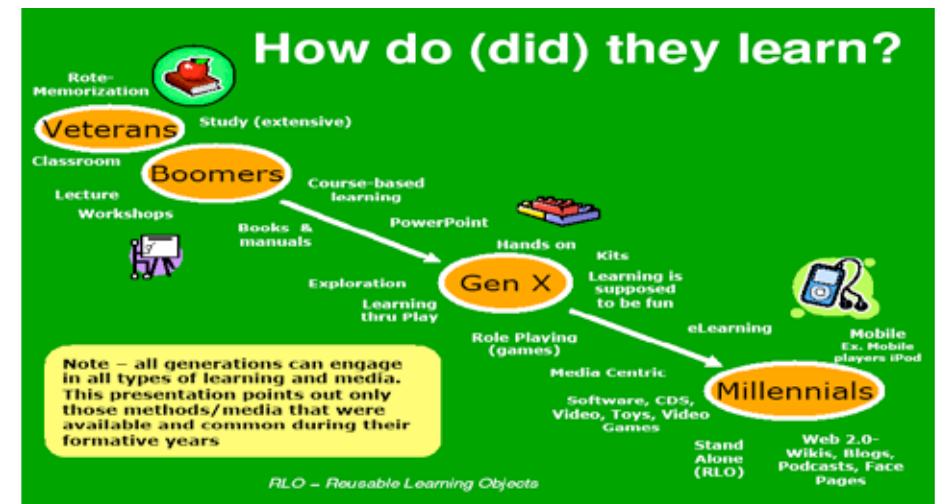 How do (did) they learn?
Rote-
Memorization
Veterans
Study (extensive)
Classroom
Boomers
Lecture
Workshops
Course-based
learning
Books &
manuals
PowerPoint
Hands on
Kits
Gen X
Exploration
Learning is
supposed
to be fun
Learning
thru Play
Role Playing
(games)
eLearning
Mobile
Ex. Mobile
players iPod
Media Centric
Millennials
Software, CDS,
Video, Toys, Video
Games
Stand
Alone
(RLO)
Web 2.0-
Wikis, Blogs,
Podcasts, Face
Pages
Note – all generations can engage
in all types of learning and media.
This presentation points out only
those methods/media that were
available and common during their
formative years
RLO – Reusable Learning Objects